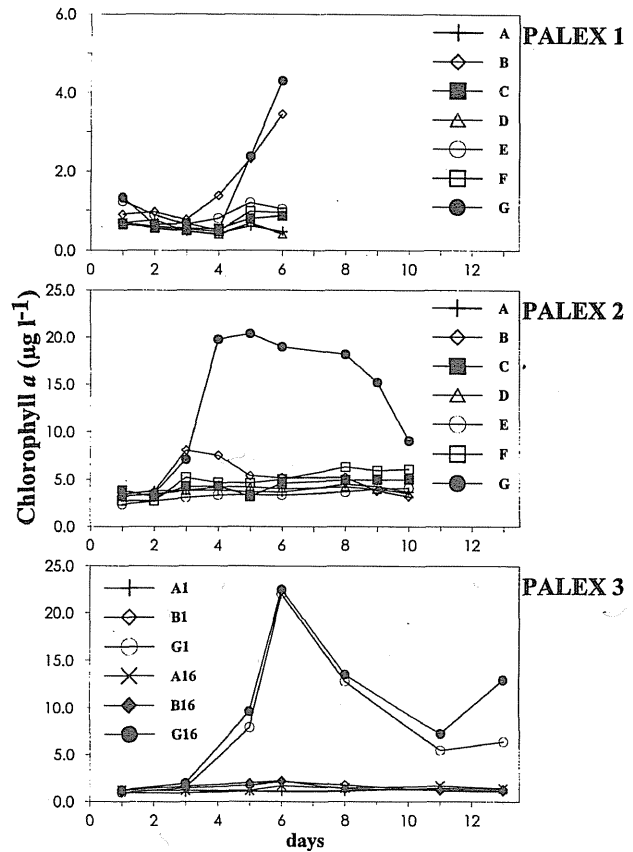 PALEX 1
6.0
4.0
2.0
0.0
0 2 4 6 8 10 12
A
B
C
D
E
F
G
Chlorophyll a (µg l-1)
PALEX 2
25.0
20.0
15.0
10.0
5.0
0.0
0 2 4 6 8 10 12
A
B
C
D
E
F
G
PALEX 3
25.0
20.0
15.0
10.0
5.0
0.0
0 2 4 6 8 10 12
A1
B1
G1
A16
B16
G16
days